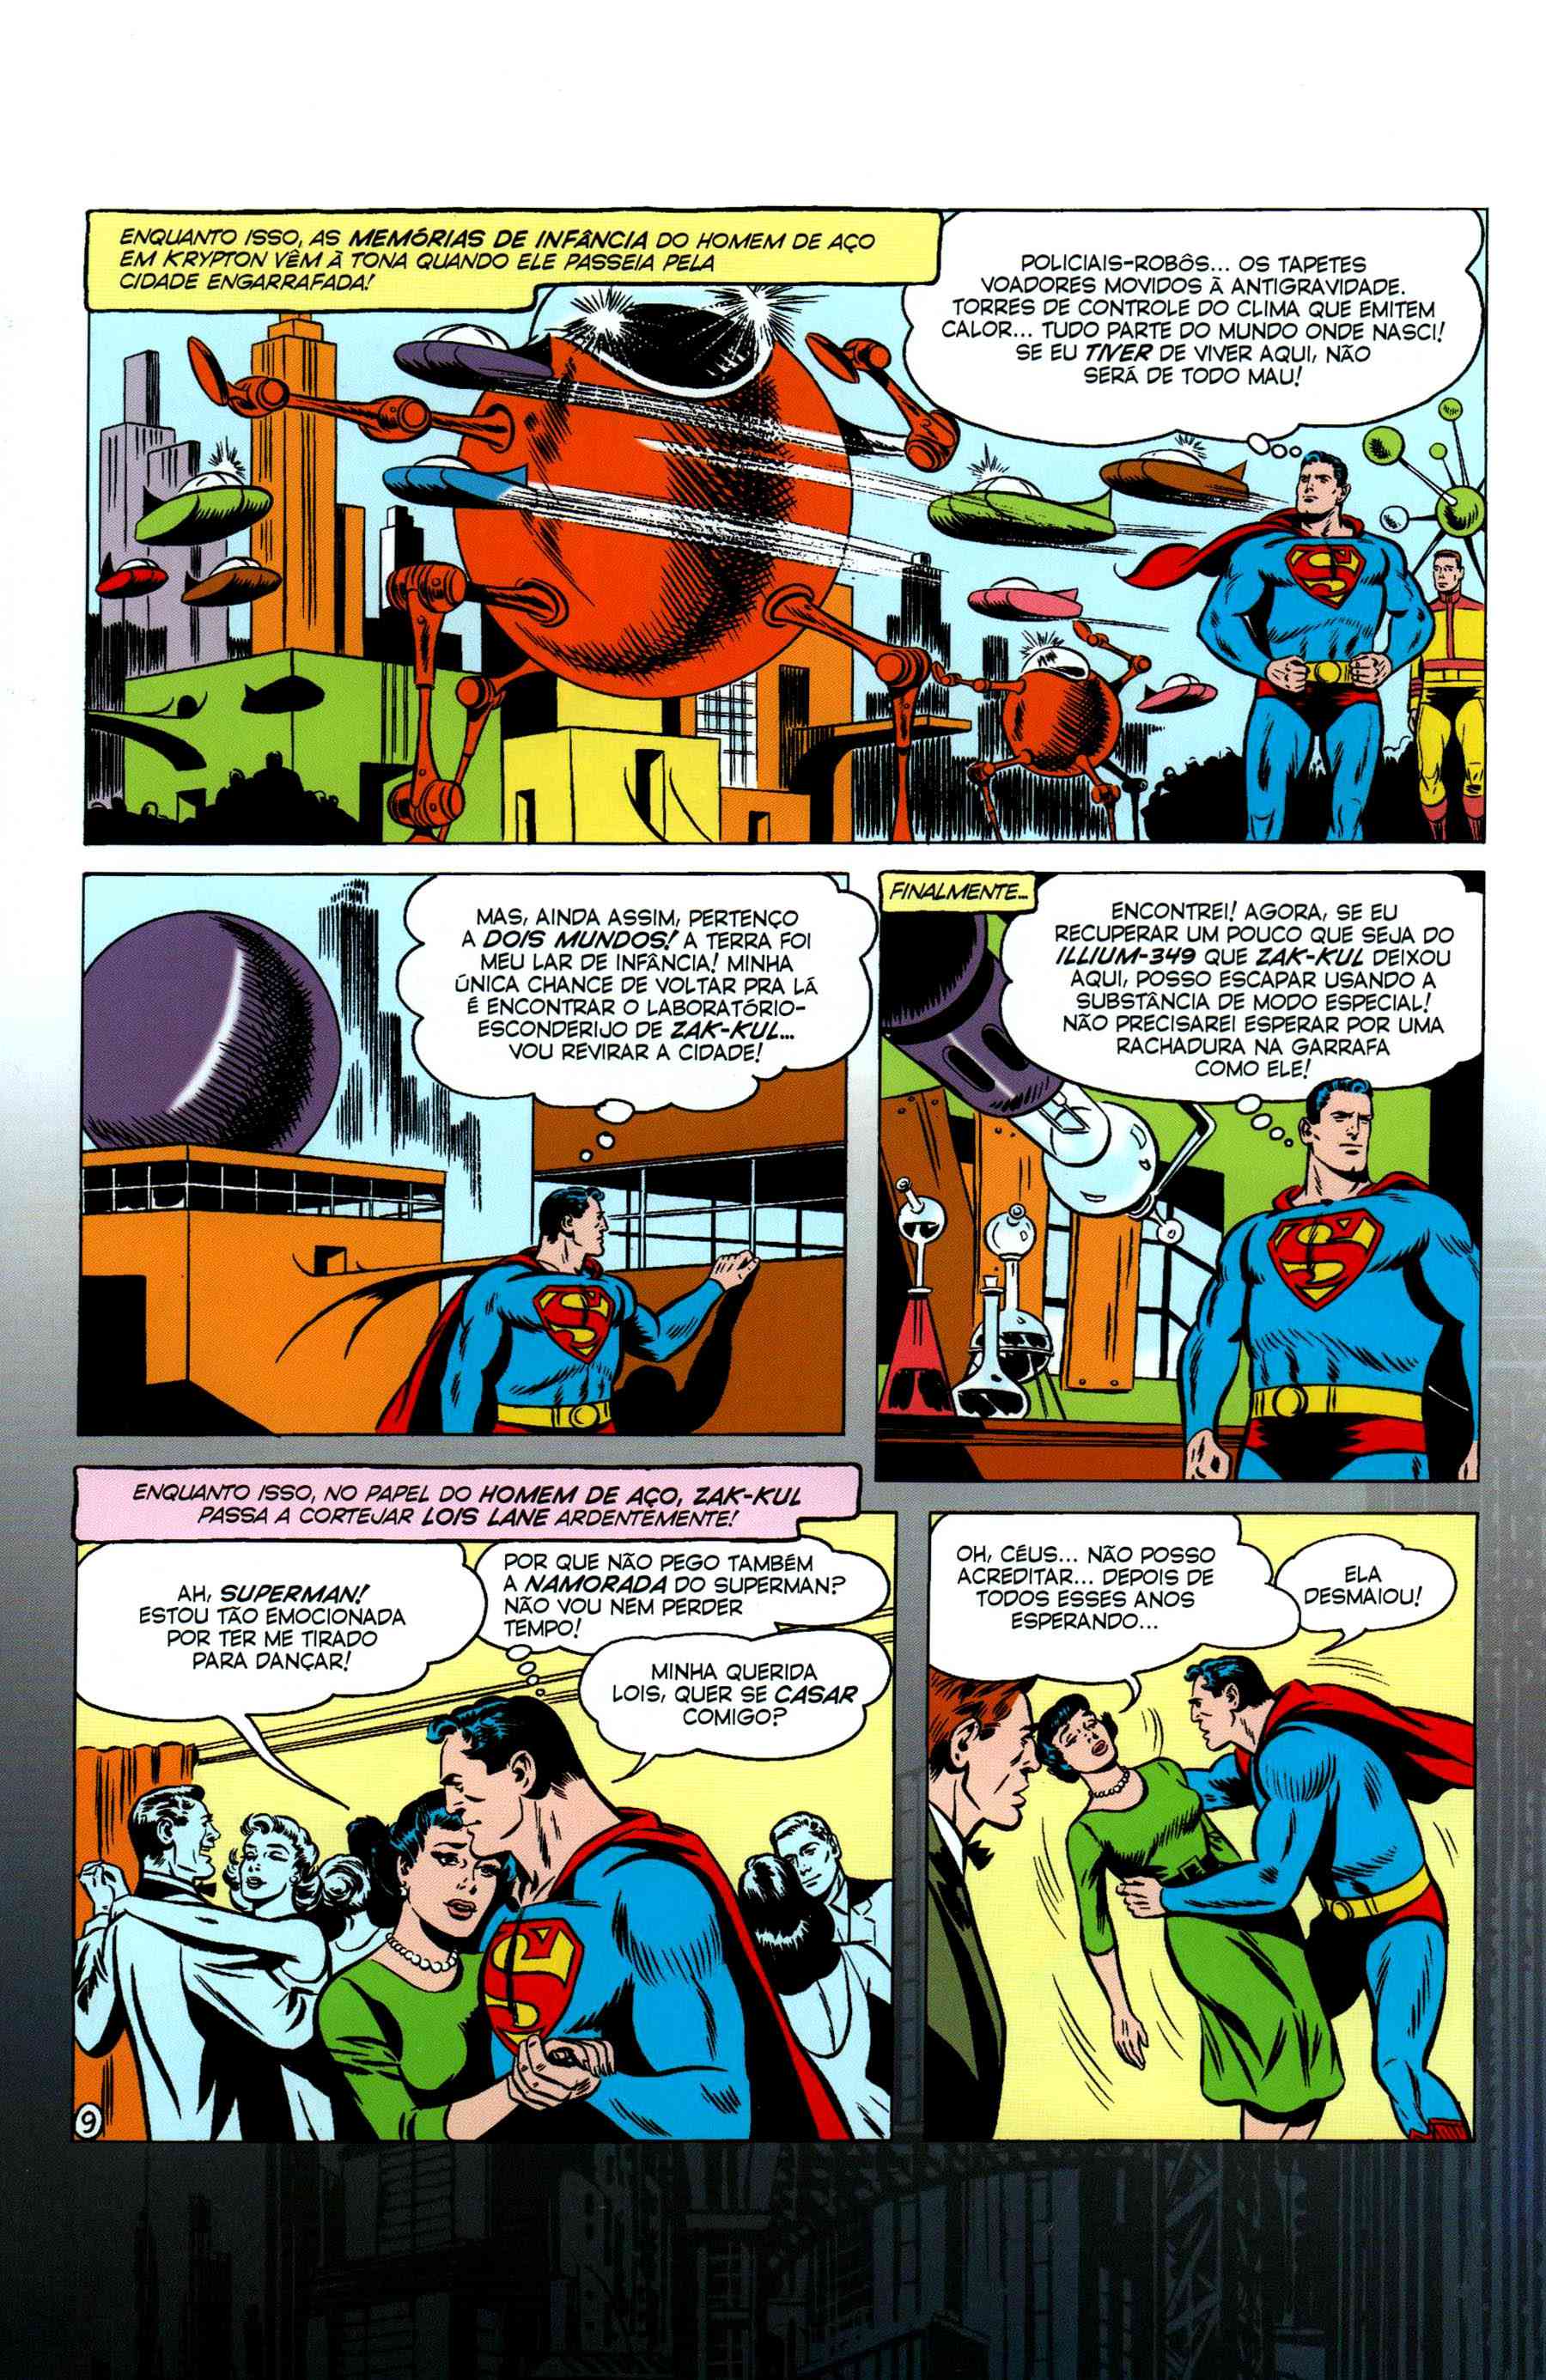 ENQUANTO ISSO, AS MEMÓRIAS DE INFÂNCIA DO HOMEM DE AÇO
EM KRYPTON VÊM À TONA QUANDO ELE PASSEIA PELA
CIDADE ENGARRAFADA!
POLICIAIS-ROBÔS... OS TAPETES
VOADORES MOVIDOS À ANTIGRAVIDADE.
TORRES DE CONTROLE DO CLIMA QUE EMITEM
CALOR... TUDO PARTE DO MUNDO ONDE NASCI!
SE EU TIVER DE VIVER AQUI, NÃO
SERÁ DE TODO MAU!
MAS, AINDA ASSIM, PERTENÇO
A DOIS MUNDOS! A TERRA FOI
MEU LAR DE INFÂNCIA! MINHA
ÚNICA CHANCE DE VOLTAR PRA LÁ
É ENCONTRAR O LABORATÓRIO-
ESCONDERIJO DE ZAK-KUL...
VOU REVIRAR A CIDADE!
FINALMENTE...
ENCONTREI! AGORA, SE EU
RECUPERAR UM POUCO QUE SEJA DO
ILLIUM-349 QUE ZAK-KUL DEIXOU
AQUI, POSSO ESCAPAR USANDO A
SUBSTÂNCIA DE MODO ESPECIAL!
NÃO PRECISAREI ESPERAR POR UMA
RACHADURA NA GARRAFA
COMO ELE!
ENQUANTO ISSO, NO PAPEL DO HOMEM DE AÇO, ZAK-KUL
PASSA A CORTEJAR LOIS LANE ARDENTEMENTE!
AH, SUPERMAN!
ESTOU TÃO EMOCIONADA
POR TER ME TIRADO
PARA DANÇAR!
POR QUE NÃO PEGO TAMBÉM
A NAMORADA DO SUPERMAN?
NÃO VOU NEM PERDER
TEMPO!
MINHA QUERIDA
LOIS, QUER SE CASAR
COMIGO?
OH, CÉUS... NÃO POSSO
ACREDITAR... DEPOIS DE
TODOS ESSES ANOS
ESPERANDO...
ELA
DESMAIOU!
9